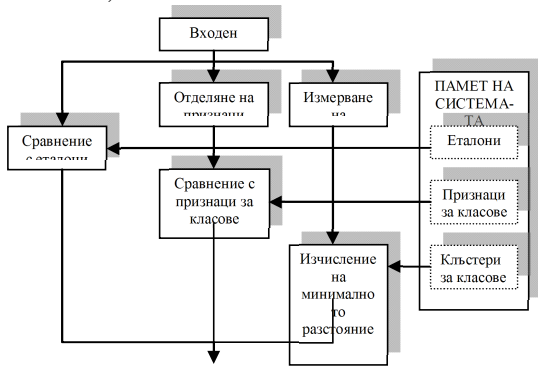 Входен
Отделяне на
признаци
Измерване
на
ПАМЕТ НА
СИСТЕМА-
ТА
Сравнение
с еталони
Еталони
Сравнение с
признаци за
класове
Признаци
за класове
Изчисление
на
минимално
то
разстояние
Клъстери
за класове